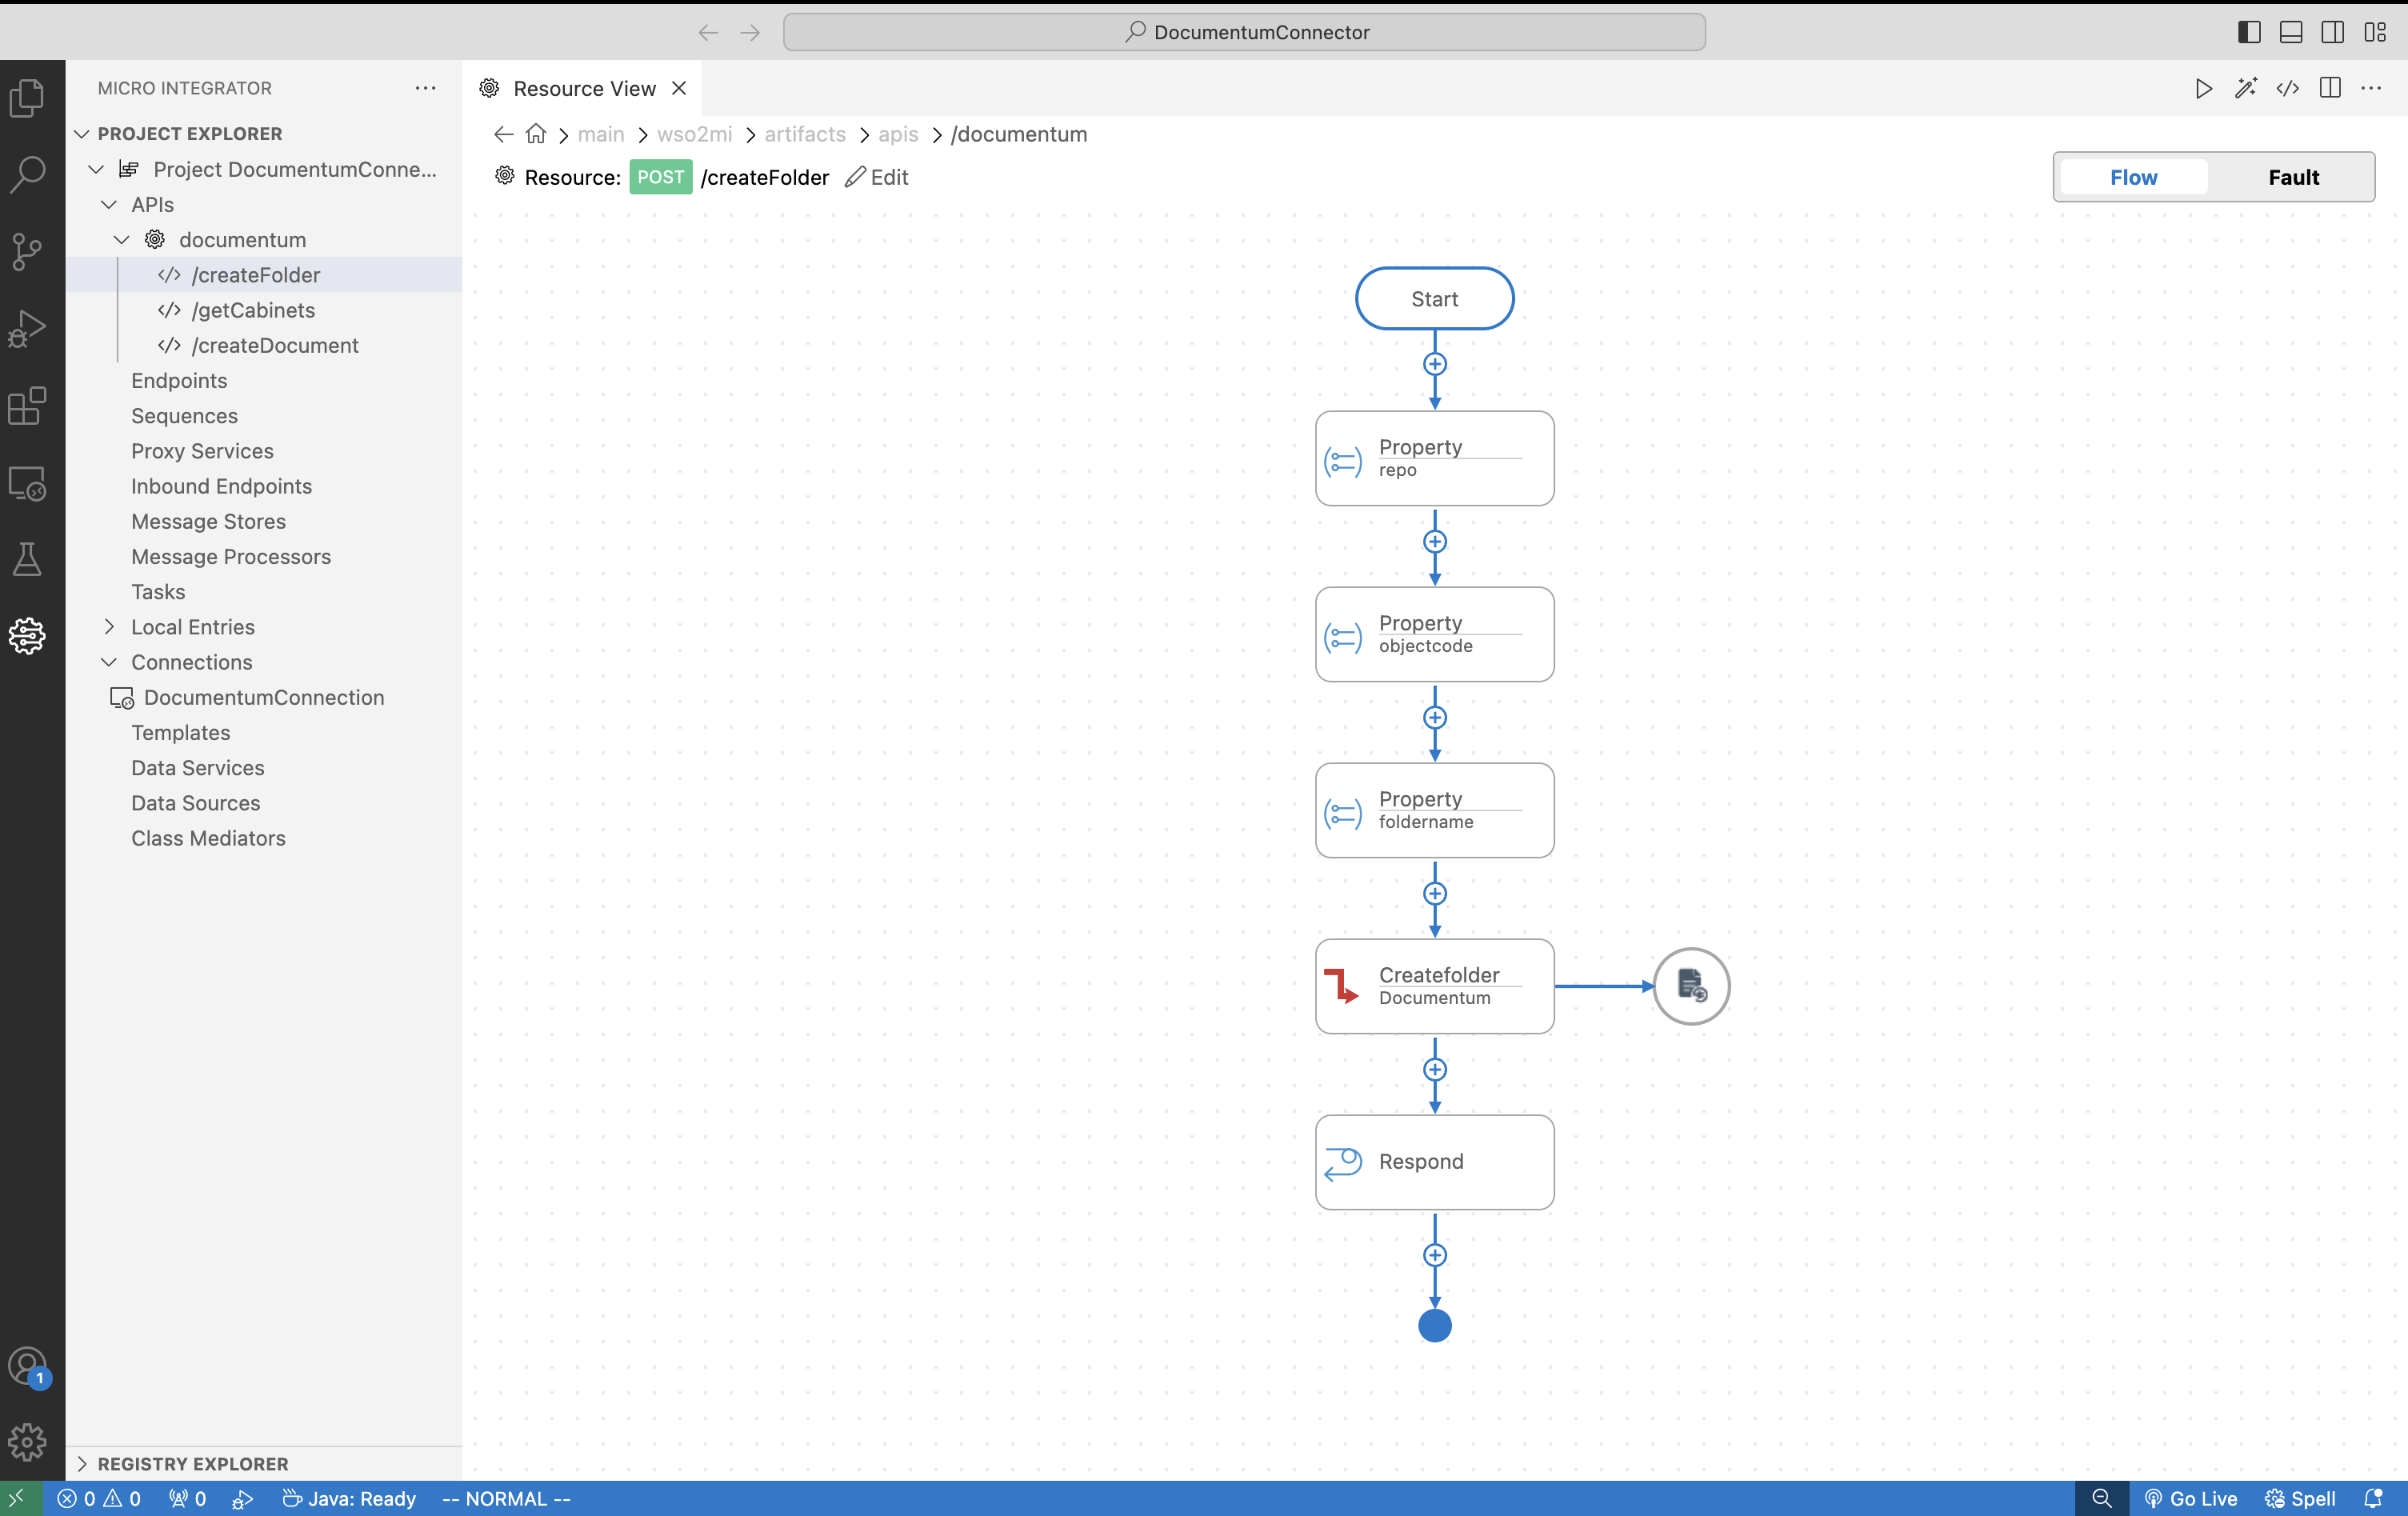 DocumentumConnector
MICRO INTEGRATOR
PROJECT EXPLORER
Project DocumentumConne...
APIs
documentum
/createFolder
/getCabinets
/createDocument
Endpoints
Sequences
Proxy Services
Inbound Endpoints
Message Stores
Message Processors
Tasks
Local Entries
Connections
DocumentumConnection
Templates
Data Services
Data Sources
Class Mediators
REGISTRY EXPLORER
Resource View
main > wso2mi > artifacts > apis > /documentum
Resource: POST /createFolder Edit
Flow Fault
Start
Property
repo
Property
objectcode
Property
foldername
Createfolder
Documentum
Respond
1
0 0 0 Java: Ready -- NORMAL -- Go Live Spell